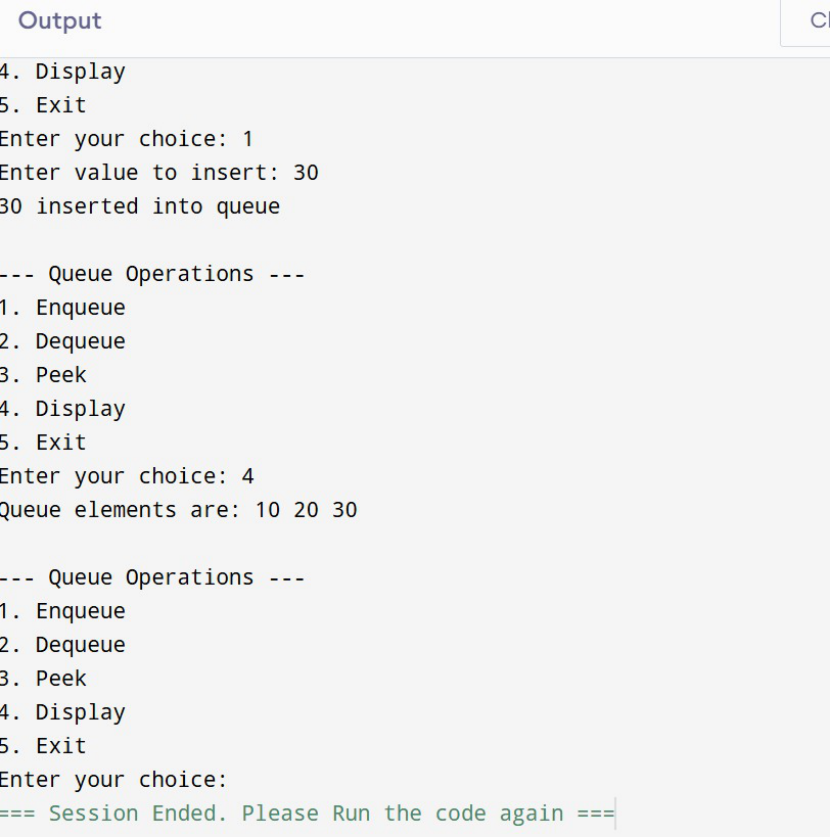 Output
4. Display
5. Exit
Enter your choice: 1
Enter value to insert: 30
30 inserted into queue
--- Queue Operations ---
1. Enqueue
2. Dequeue
3. Peek
4. Display
5. Exit
Enter your choice: 4
Queue elements are: 10 20 30
--- Queue Operations ---
1. Enqueue
2. Dequeue
3. Peek
4. Display
5. Exit
Enter your choice:
=== Session Ended. Please Run the code again ===